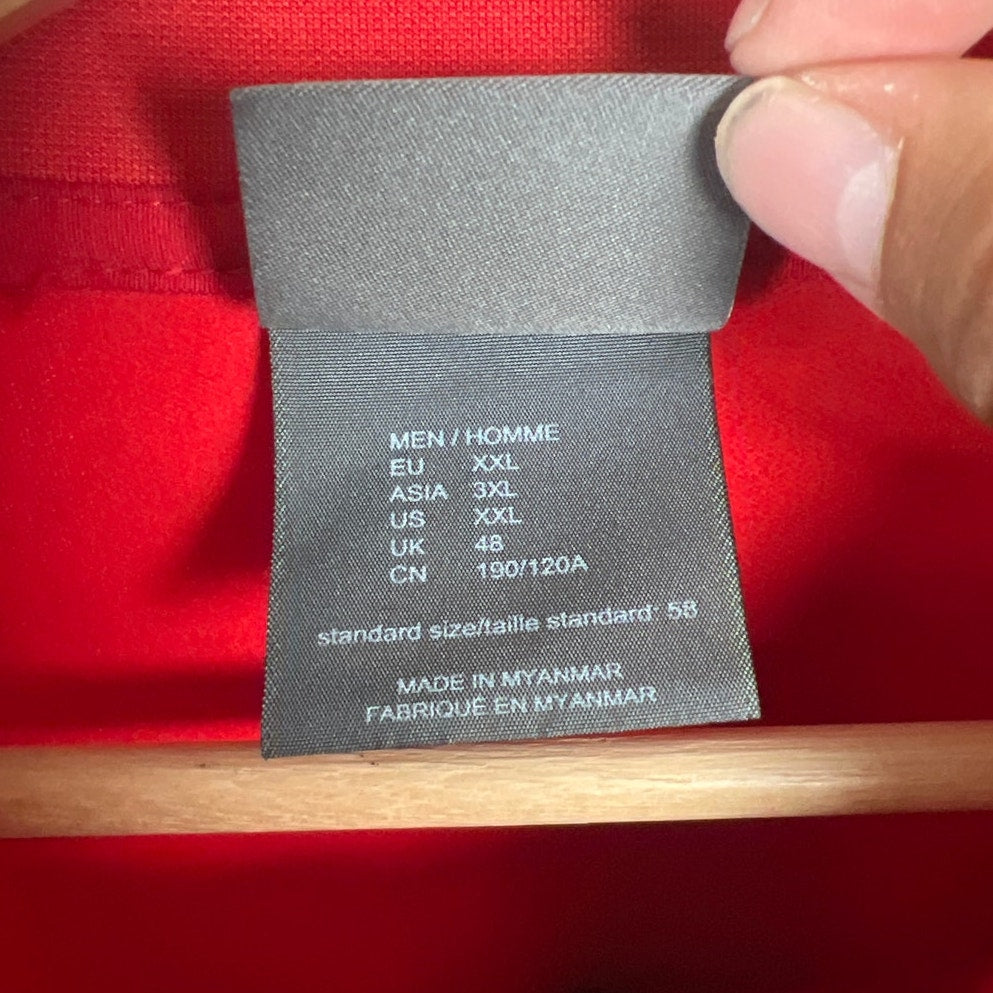 MEN / HOMME
EU XXL
ASIA 3XL
US XXL
UK 48
CN 190/120A
standard size/taille standard 58
MADE IN MYANMAR
FABRIQUÉ EN MYANMAR